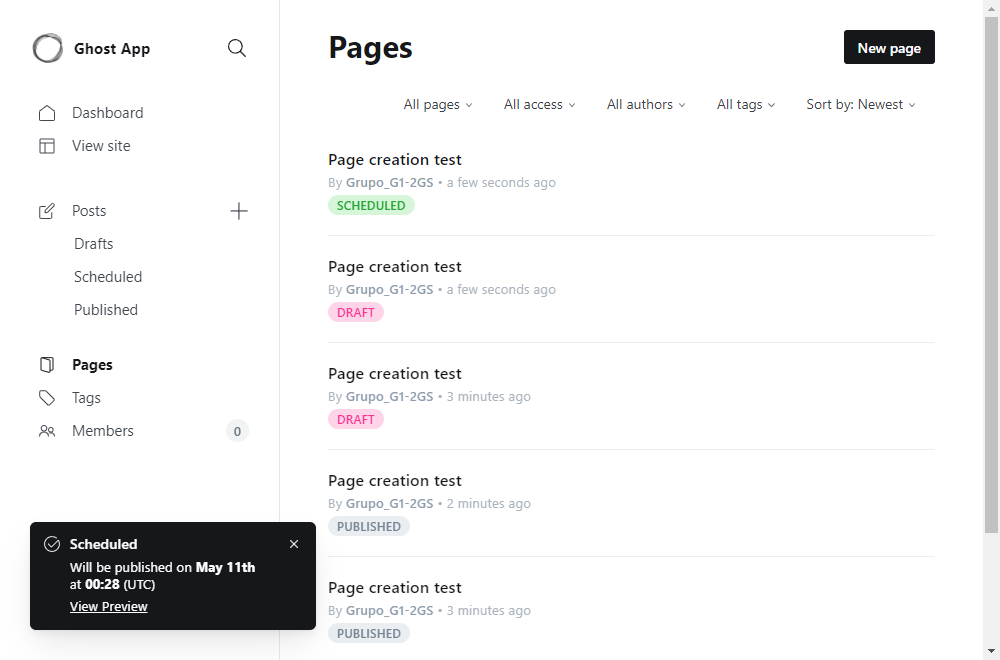 Ghost App
Dashboard
View site
Posts
Drafts
Scheduled
Published
Pages
Tags
Members 0
Pages
New page
All pages All access All authors All tags Sort by: Newest
Page creation test
By Grupo_G1-2GS • a few seconds ago
SCHEDULED
Page creation test
By Grupo_G1-2GS • a few seconds ago
DRAFT
Page creation test
By Grupo_G1-2GS • 3 minutes ago
DRAFT
Page creation test
By Grupo_G1-2GS • 2 minutes ago
PUBLISHED
Page creation test
By Grupo_G1-2GS • 3 minutes ago
PUBLISHED
Scheduled
Will be published on May 11th
at 00:28 (UTC)
View Preview